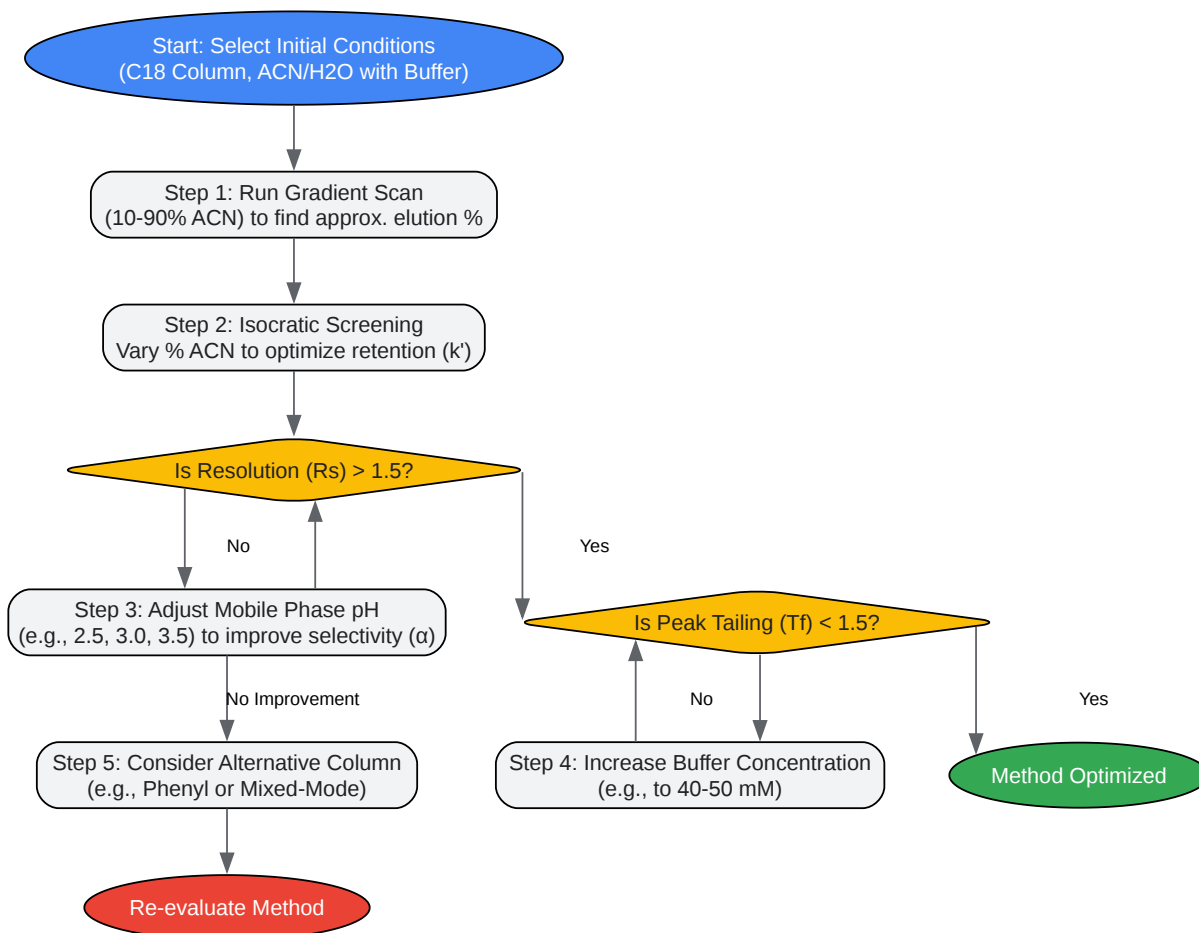 Start: Select Initial Conditions
(C18 Column, ACN/H2O with Buffer)
Step 1: Run Gradient Scan
(10-90% ACN) to find approx. elution %
Step 2: Isocratic Screening
Vary % ACN to optimize retention (k')
Is Resolution (Rs) > 1.5?
No
Yes
Step 3: Adjust Mobile Phase pH
(e.g., 2.5, 3.0, 3.5) to improve selectivity (α)
Is Peak Tailing (Tf) < 1.5?
No Improvement
No
Yes
Step 5: Consider Alternative Column
(e.g., Phenyl or Mixed-Mode)
Step 4: Increase Buffer Concentration
(e.g., to 40-50 mM)
Method Optimized
Re-evaluate Method